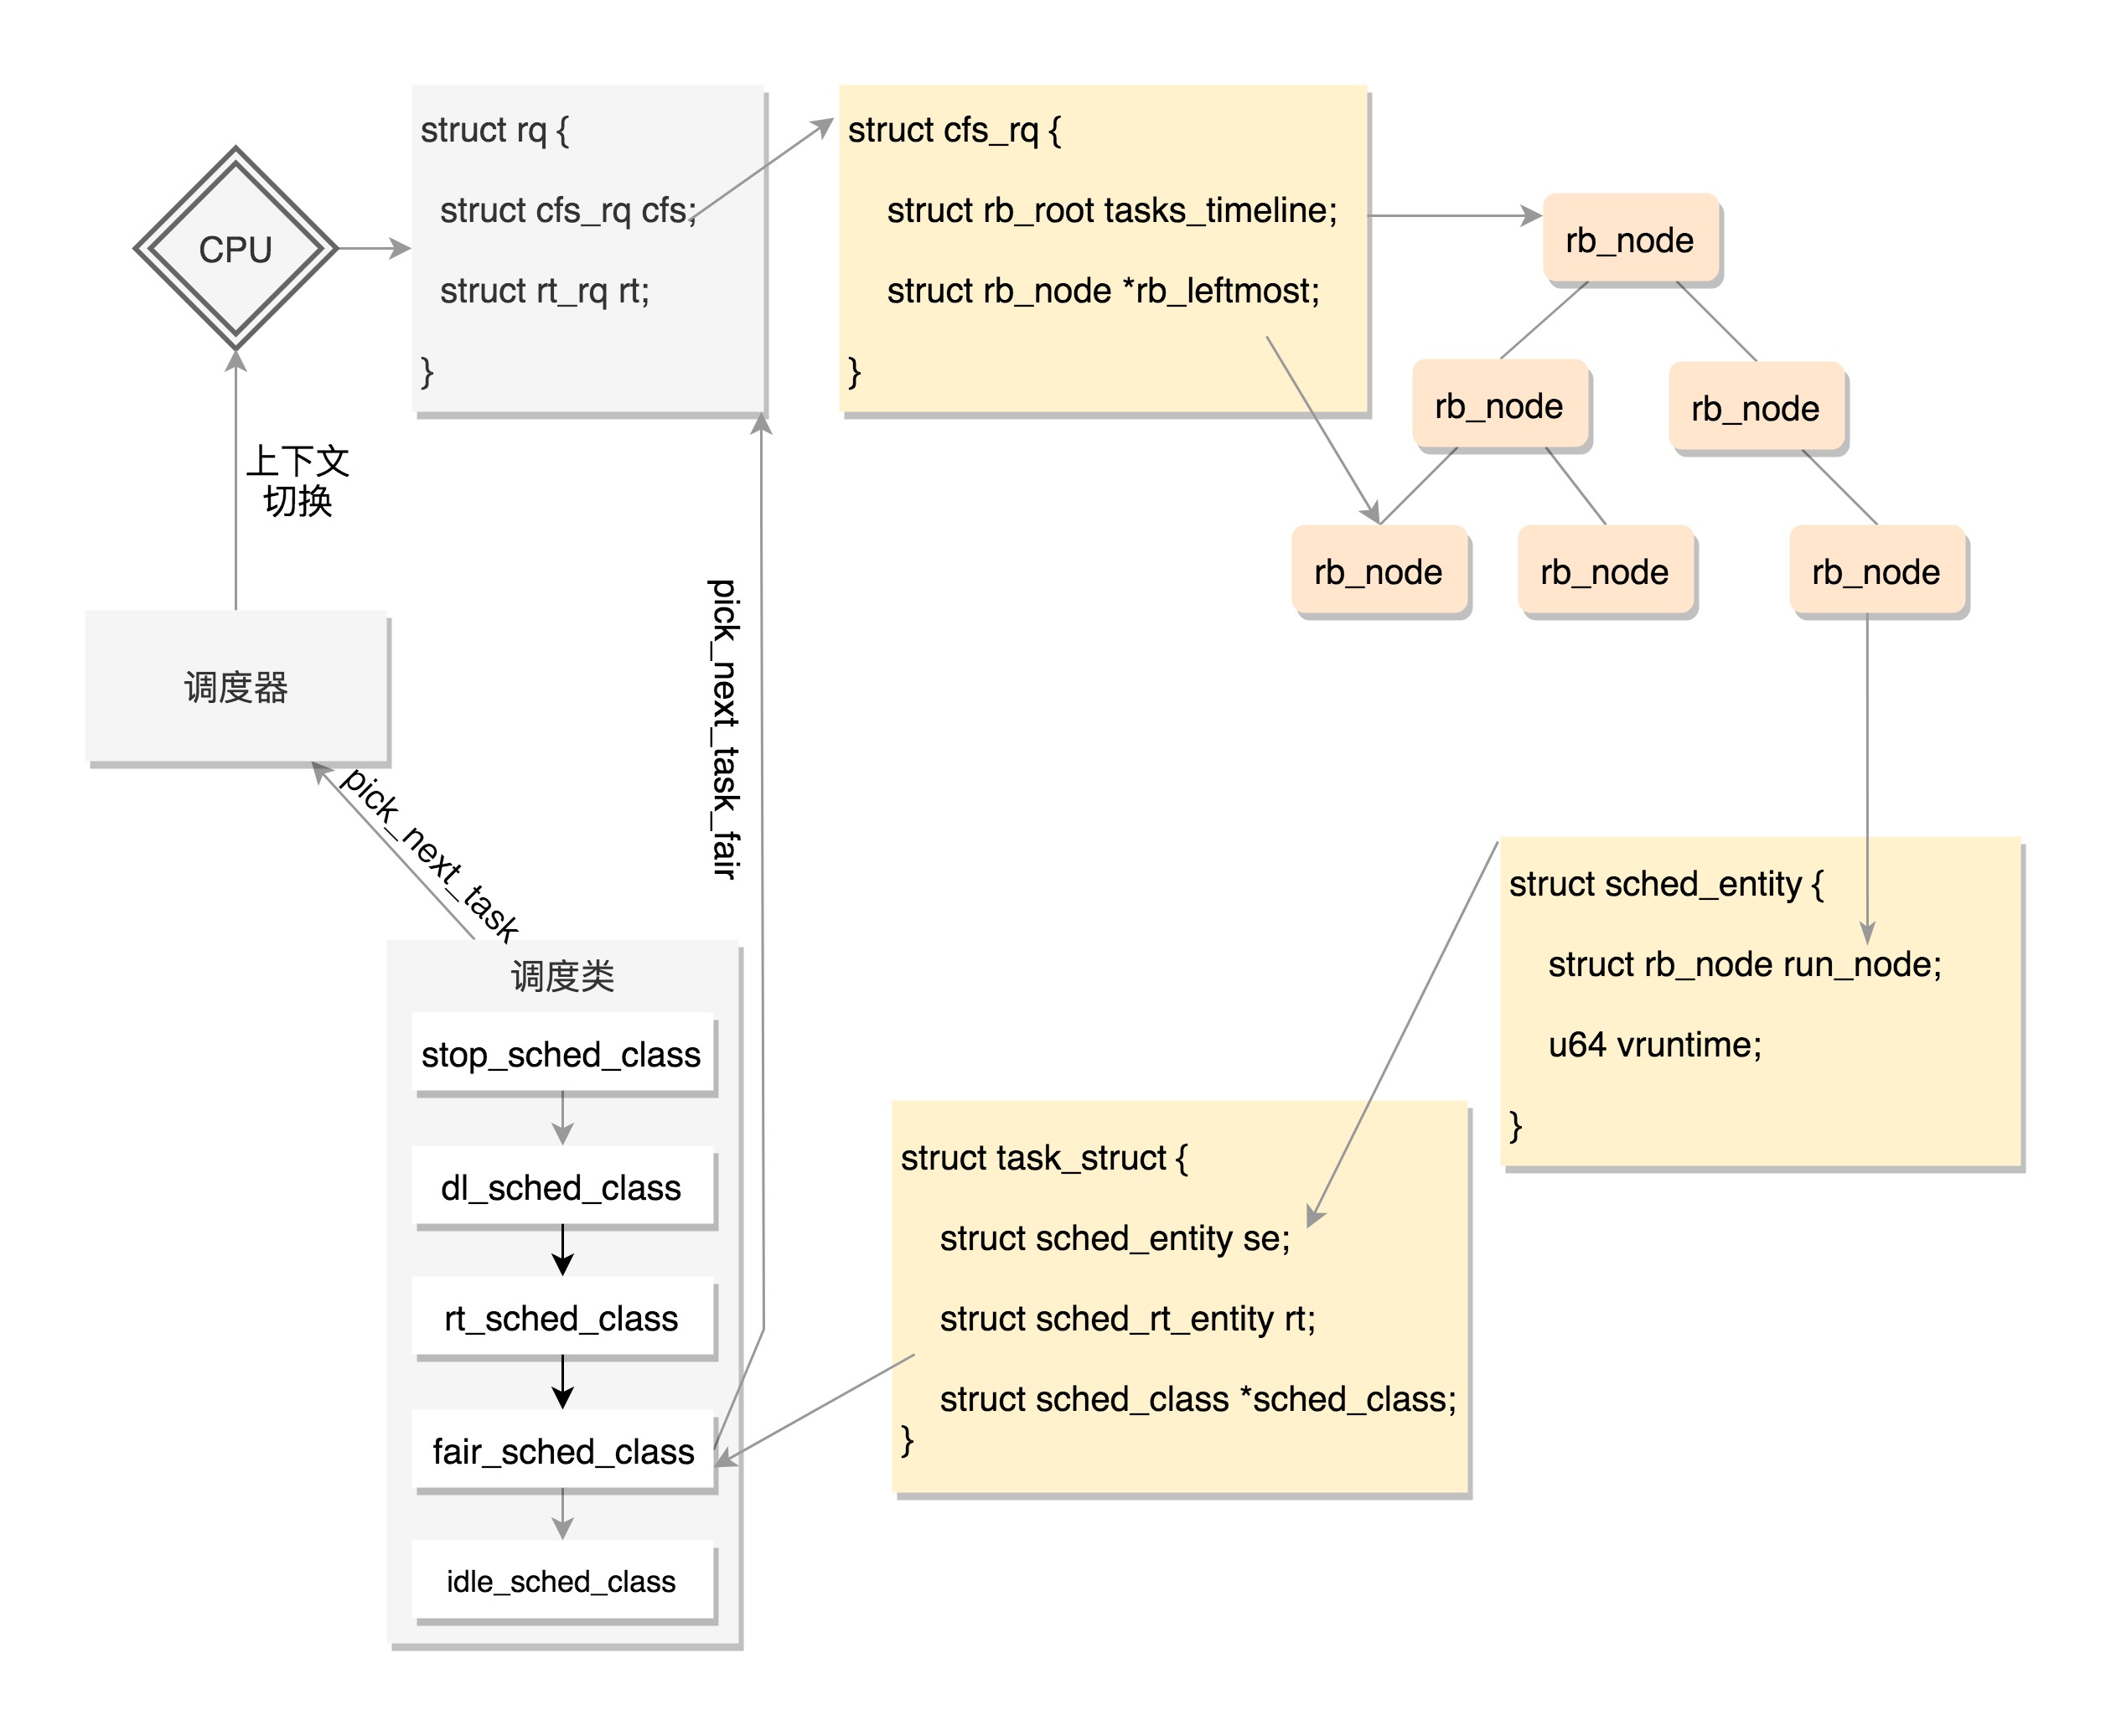 CPU
struct rq {
struct cfs_rq cfs;
struct rt_rq rt;
}
struct cfs_rq {
struct rb_root tasks_timeline;
struct rb_node *rb_leftmost;
}
rb_node
rb_node
rb_node
rb_node
rb_node
rb_node
上下文
切换
调度器
pick_next_task
pick_next_task_fair
调度类
stop_sched_class
dl_sched_class
rt_sched_class
fair_sched_class
idle_sched_class
struct sched_entity {
struct rb_node run_node;
u64 vruntime;
}
struct task_struct {
struct sched_entity se;
struct sched_rt_entity rt;
struct sched_class *sched_class;
}